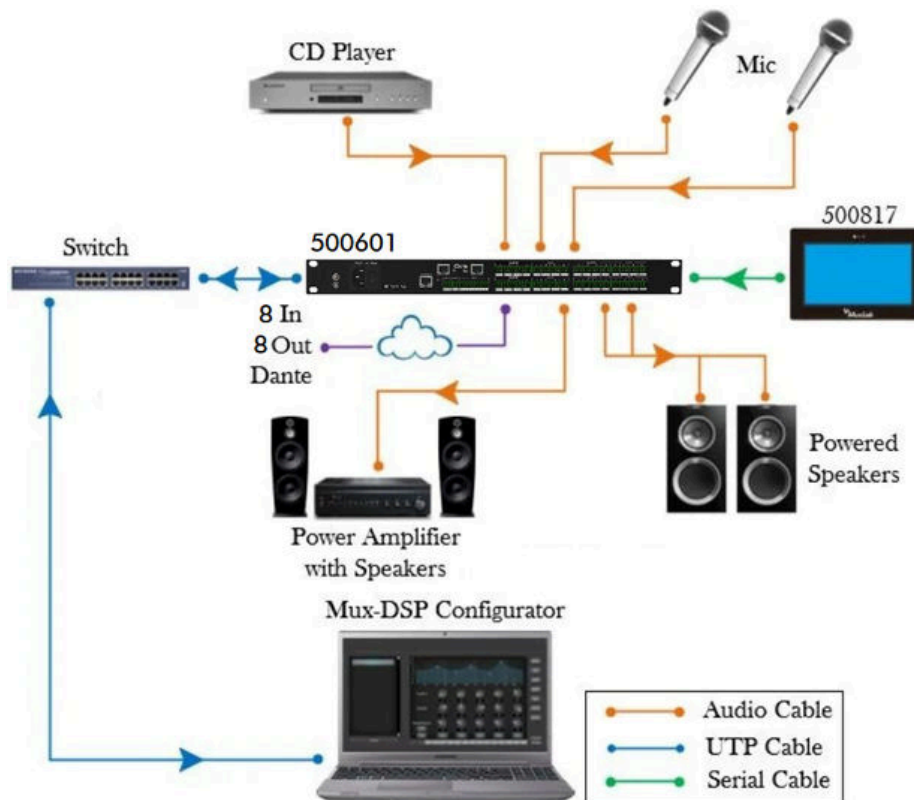 CD Player
Mic
500817
Switch
500601
8 In
8 Out
Dante
MuxLab
Powered
Speakers
Power Amplifier
with Speakers
Mux-DSP Configurator
Audio Cable
UTP Cable
Serial Cable